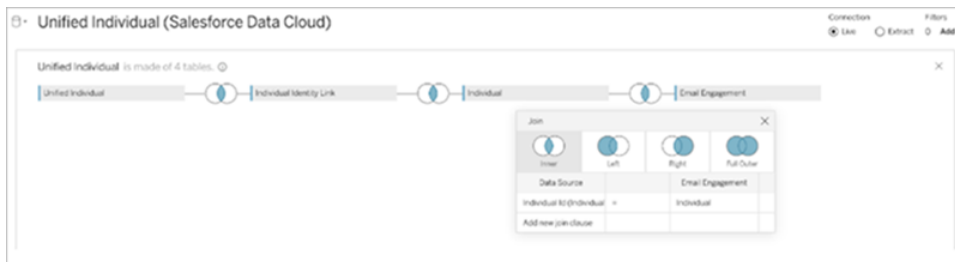 Unified Individual (Salesforce Data Cloud)
Connection
Live Extract
Filters
0 Add
Unified Individual is made of 4 tables.
Unified Individual Individual Identity Link Individual Email Engagement
Join
Inner Left Right Full Outer
Data Source Email Engagement
Individual Id (Individual = Individual
Add new join clause